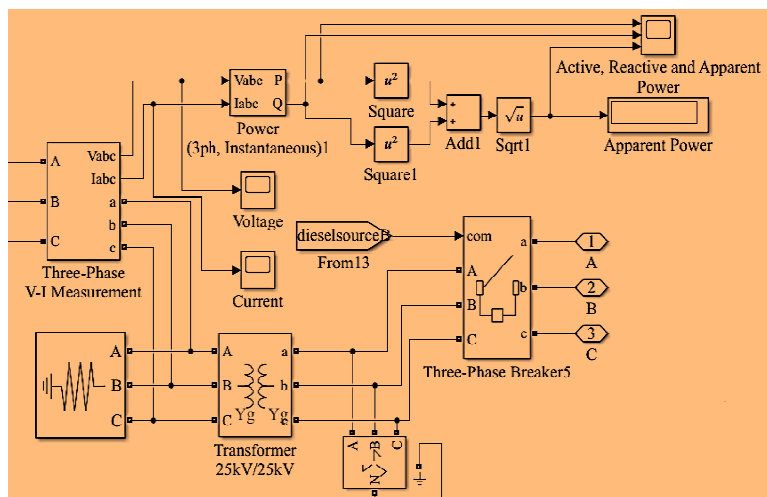 Vabc P
Iabc Q
Power
(3ph, Instantaneous)1
u²
Square
u²
Square1
+
+
Add1
√u
Sqrt1
Active, Reactive and Apparent
Power
Apparent Power
A
B
C
Vabc
Iabc
a
b
c
Three-Phase
V-I Measurement
Voltage
Current
dieselsourceB
From13
com
A
B
C
a
b
c
Three-Phase Breaker5
1
A
2
B
3
C
A
B
C
A
B
C
a
b
c
Yg Yg
Transformer
25kV/25kV
A
B
C
N